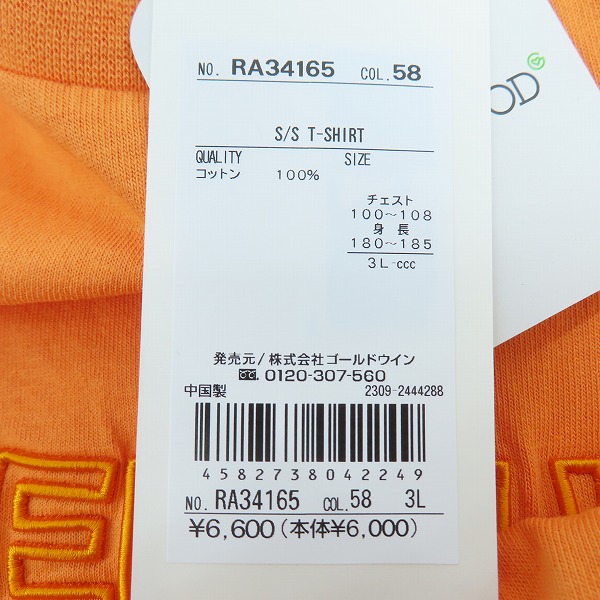 NO. RA34165 COL. 58
OD
S/S T-SHIRT
QUALITY SIZE
コットン 100%
チェスト
100～108
身長
180～185
3L-ccc
発売元/株式会社ゴールドウイン
0120-307-560
中国製 2309-2444288
4582738042249
NO. RA34165 COL. 58 3L
¥6,600(本体¥6,000)